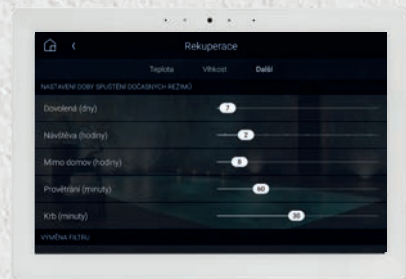 Rekuperace
Teplota Vlhkost Další
NASTAVENÍ DOBY SPUŠTĚNÍ DOČASNÝCH REŽIMŮ
Dovolená (dny) 7
Návštěva (hodiny) 2
Mimo domov (hodiny) 8
Provětrání (minuty) 60
Krb (minuty) 30
VÝMĚNA FILTRU